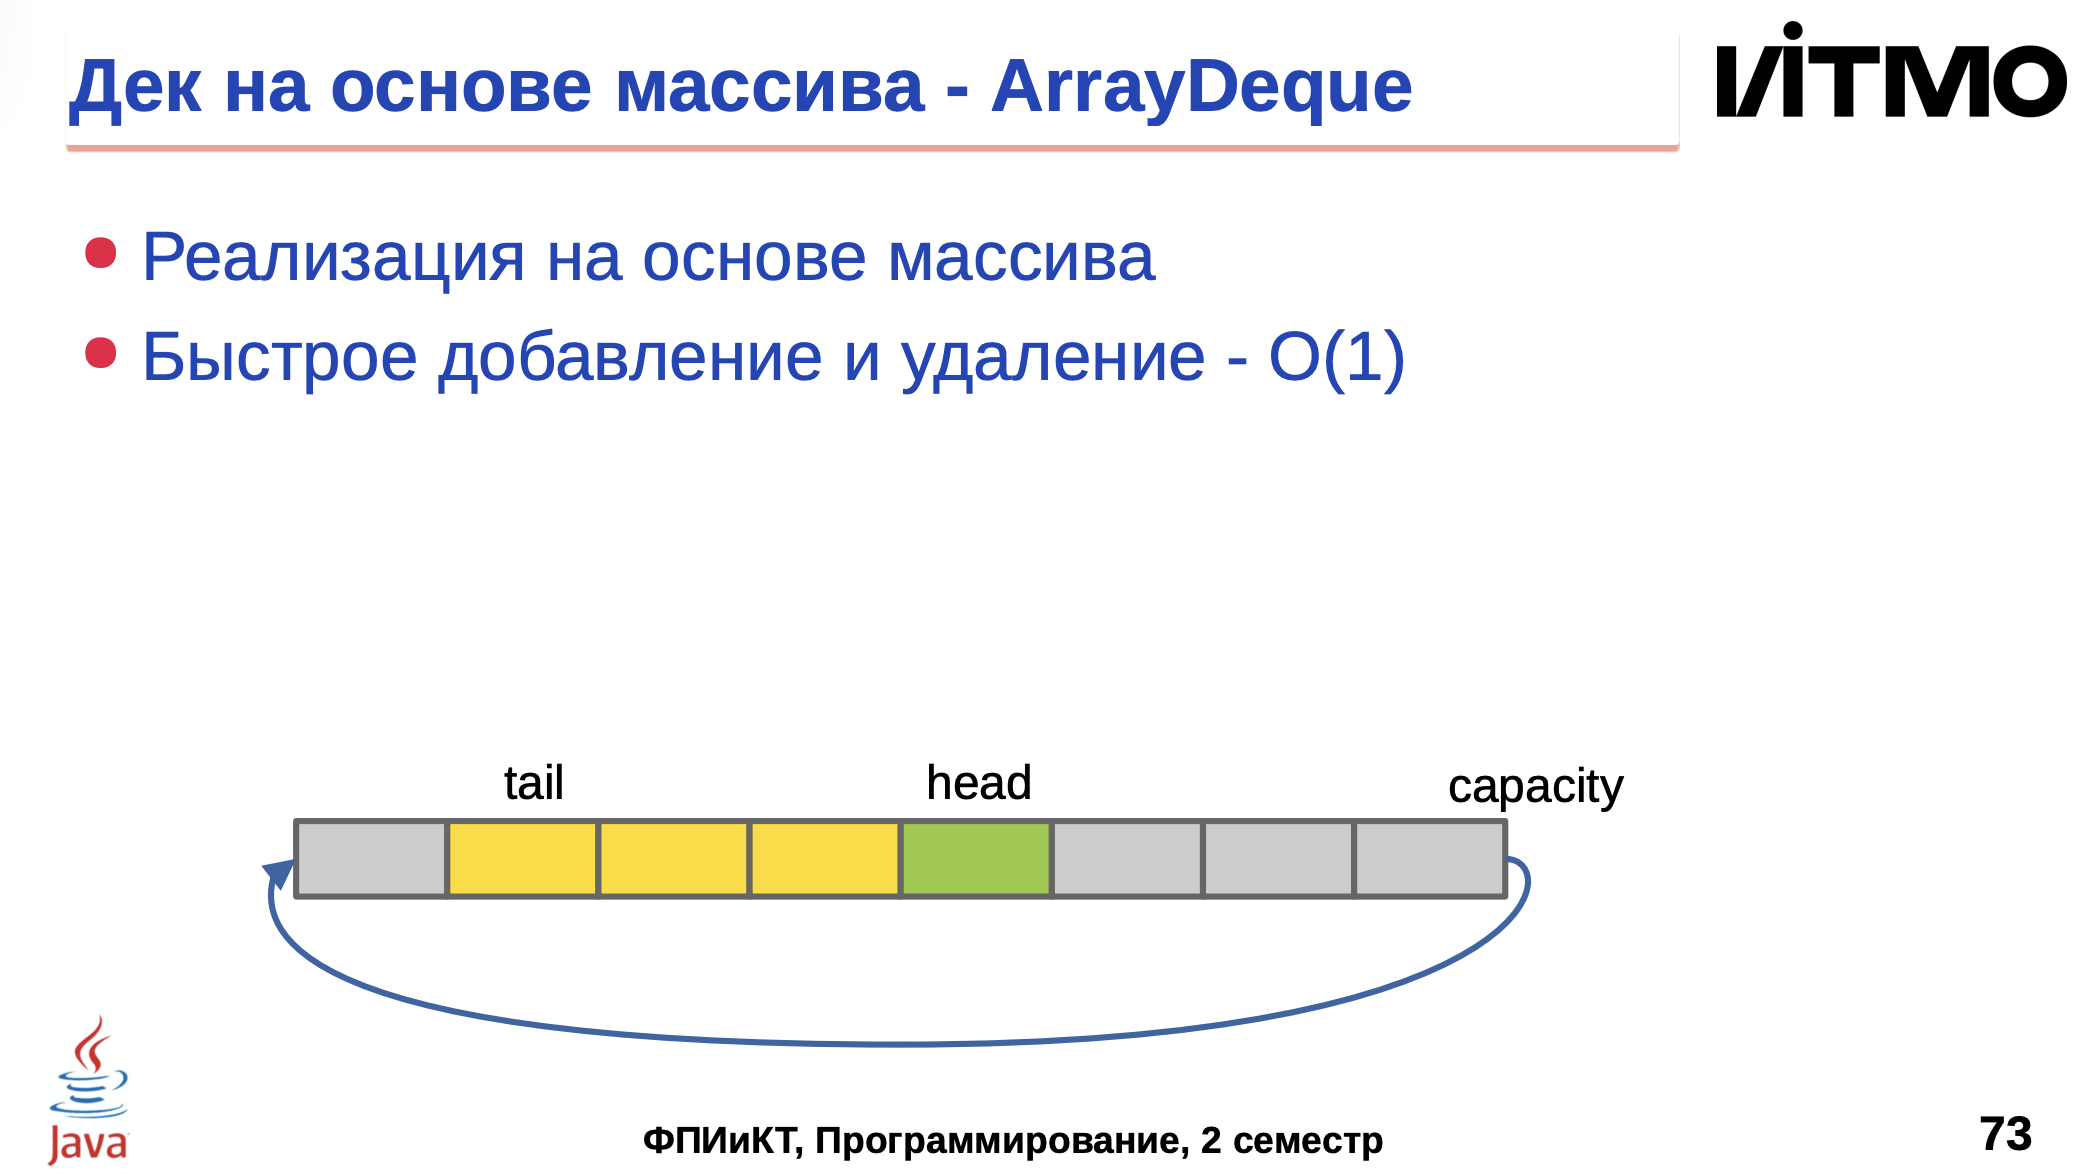 Дек на основе массива - ArrayDeque
ITMO
Реализация на основе массива
Быстрое добавление и удаление - O(1)
tail head capacity
Java
ФПИиКТ, Программирование, 2 семестр
73